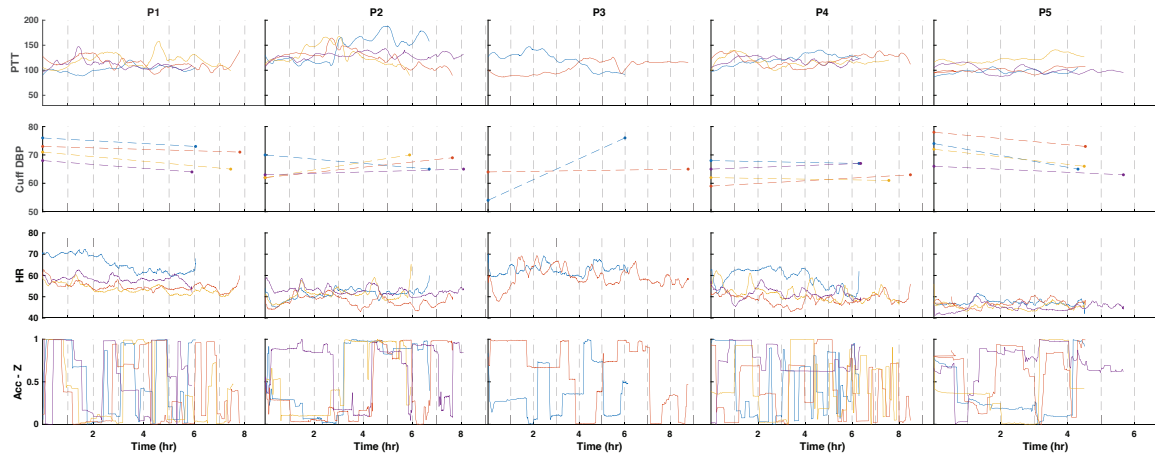 P1 P2 P3 P4 P5
PTT
200
150
100
50
Cuff DBP
80
70
60
50
HR
80
70
60
50
40
Acc - Z
1
0.5
0
2 4 6 2 4 6 8 2 4 6 8 2 4 6 8 2 4 6
Time (hr) Time (hr) Time (hr) Time (hr) Time (hr)